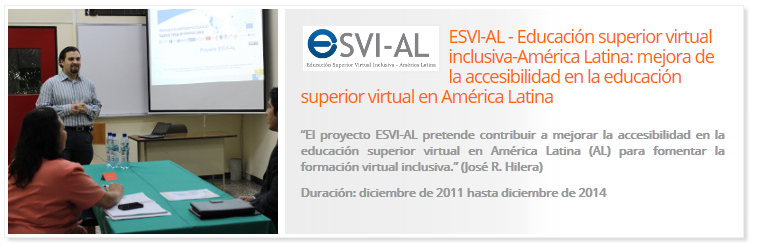 Proyecto ESVI-AL
ESVI-AL
Educación Superior Virtual Inclusiva - América Latina
ESVI-AL - Educación superior virtual
inclusiva-América Latina: mejora de
la accesibilidad en la educación
superior virtual en América Latina
“El proyecto ESVI-AL pretende contribuir a mejorar la accesibilidad en la
educación superior virtual en América Latina (AL) para fomentar la
formación virtual inclusiva.” (José R. Hilera)
Duración: diciembre de 2011 hasta diciembre de 2014